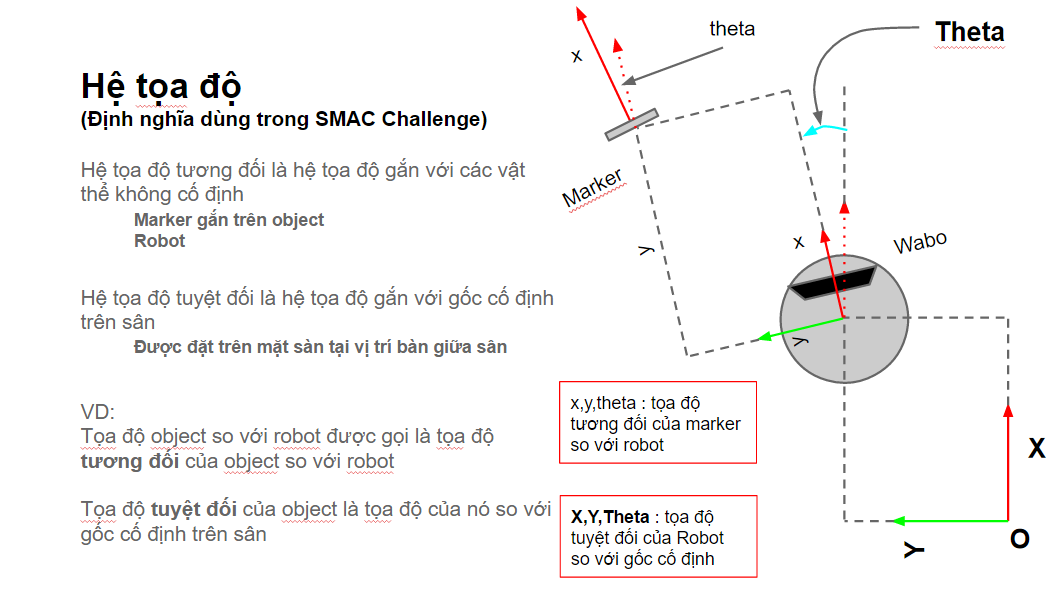 Hệ tọa độ
(Định nghĩa dùng trong SMAC Challenge)
Hệ tọa độ tương đối là hệ tọa độ gắn với các vật
thể không cố định
Marker gắn trên object
Robot
Hệ tọa độ tuyệt đối là hệ tọa độ gắn với gốc cố định
trên sân
Được đặt trên mặt sàn tại vị trí bàn giữa sân
VD:
Tọa độ object so với robot được gọi là tọa độ
tương đối của object so với robot
Tọa độ tuyệt đối của object là tọa độ của nó so với
gốc cố định trên sân
theta
Theta
x
Marker
y
x
Wabo
y
x,y,theta : tọa độ
tương đối của marker
so với robot
X,Y,Theta : tọa độ
tuyệt đối của Robot
so với gốc cố định
X
Y
O